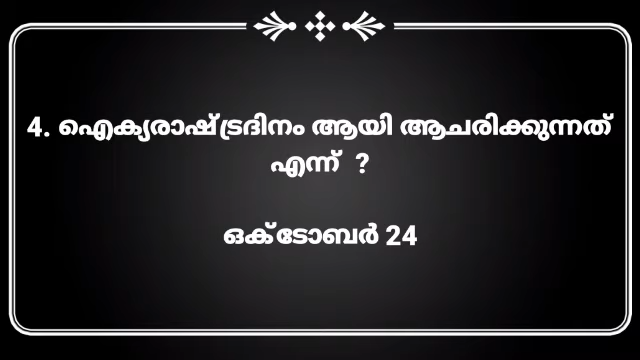 4. ഐക്യരാഷ്ട്രദിനം ആയി ആചരിക്കുന്നത്
എന്ന് ?
ഒക്ടോബർ 24